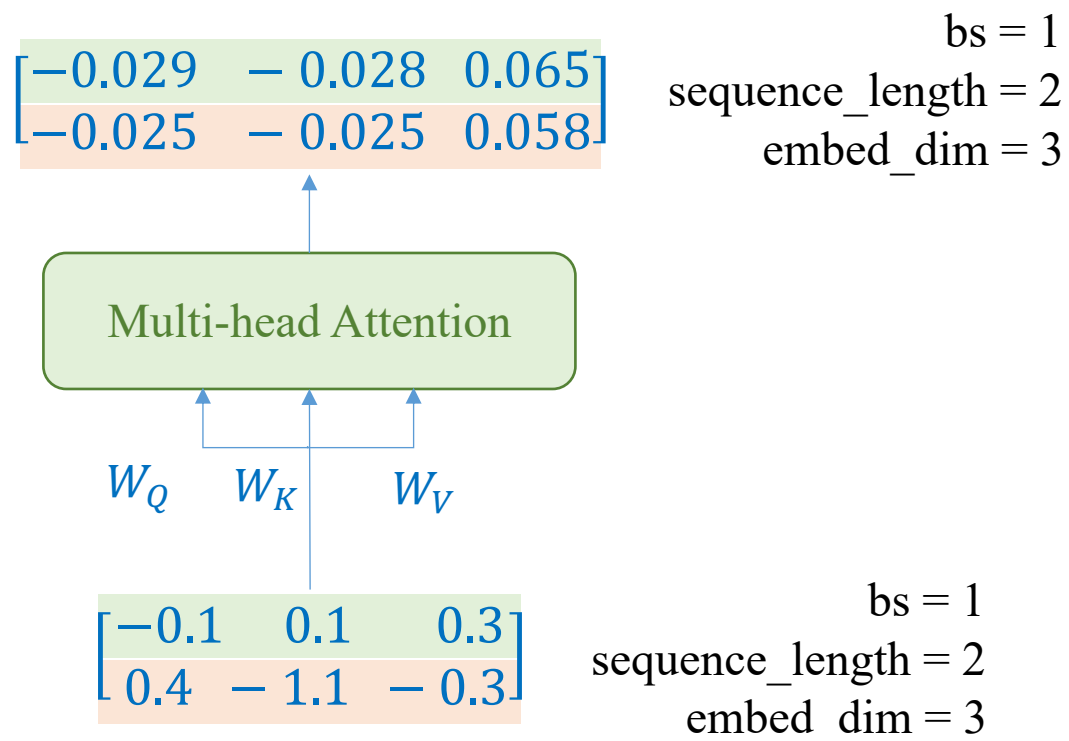 −0.029 − 0.028 0.065
−0.025 − 0.025 0.058
bs = 1
sequence_length = 2
embed_dim = 3
Multi-head Attention
W_Q W_K W_V
−0.1 0.1 0.3
0.4 − 1.1 − 0.3
bs = 1
sequence_length = 2
embed dim = 3